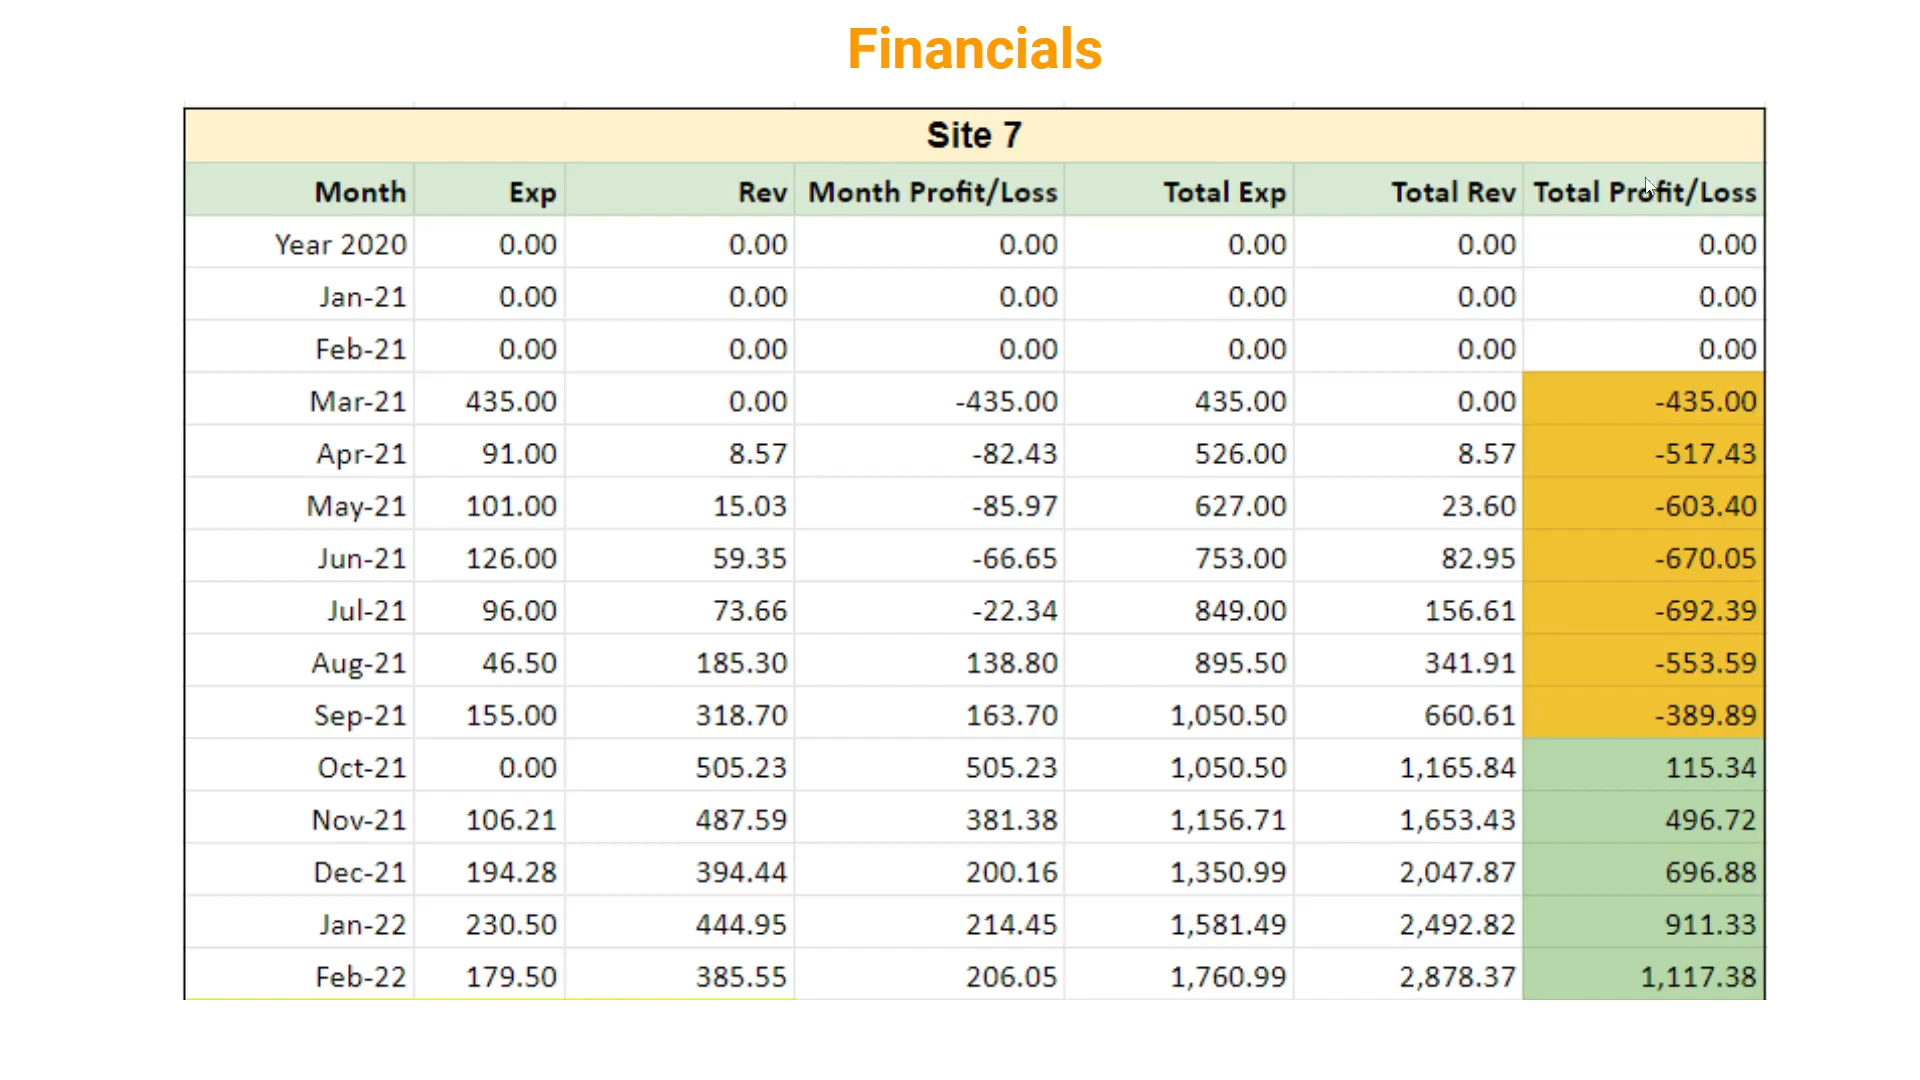 Financials
Site 7
Month Exp Rev Month Profit/Loss Total Exp Total Rev Total Profit/Loss
Year 2020 0.00 0.00 0.00 0.00 0.00 0.00
Jan-21 0.00 0.00 0.00 0.00 0.00 0.00
Feb-21 0.00 0.00 0.00 0.00 0.00 0.00
Mar-21 435.00 0.00 -435.00 435.00 0.00 -435.00
Apr-21 91.00 8.57 -82.43 526.00 8.57 -517.43
May-21 101.00 15.03 -85.97 627.00 23.60 -603.40
Jun-21 126.00 59.35 -66.65 753.00 82.95 -670.05
Jul-21 96.00 73.66 -22.34 849.00 156.61 -692.39
Aug-21 46.50 185.30 138.80 895.50 341.91 -553.59
Sep-21 155.00 318.70 163.70 1,050.50 660.61 -389.89
Oct-21 0.00 505.23 505.23 1,050.50 1,165.84 115.34
Nov-21 106.21 487.59 381.38 1,156.71 1,653.43 496.72
Dec-21 194.28 394.44 200.16 1,350.99 2,047.87 696.88
Jan-22 230.50 444.95 214.45 1,581.49 2,492.82 911.33
Feb-22 179.50 385.55 206.05 1,760.99 2,878.37 1,117.38